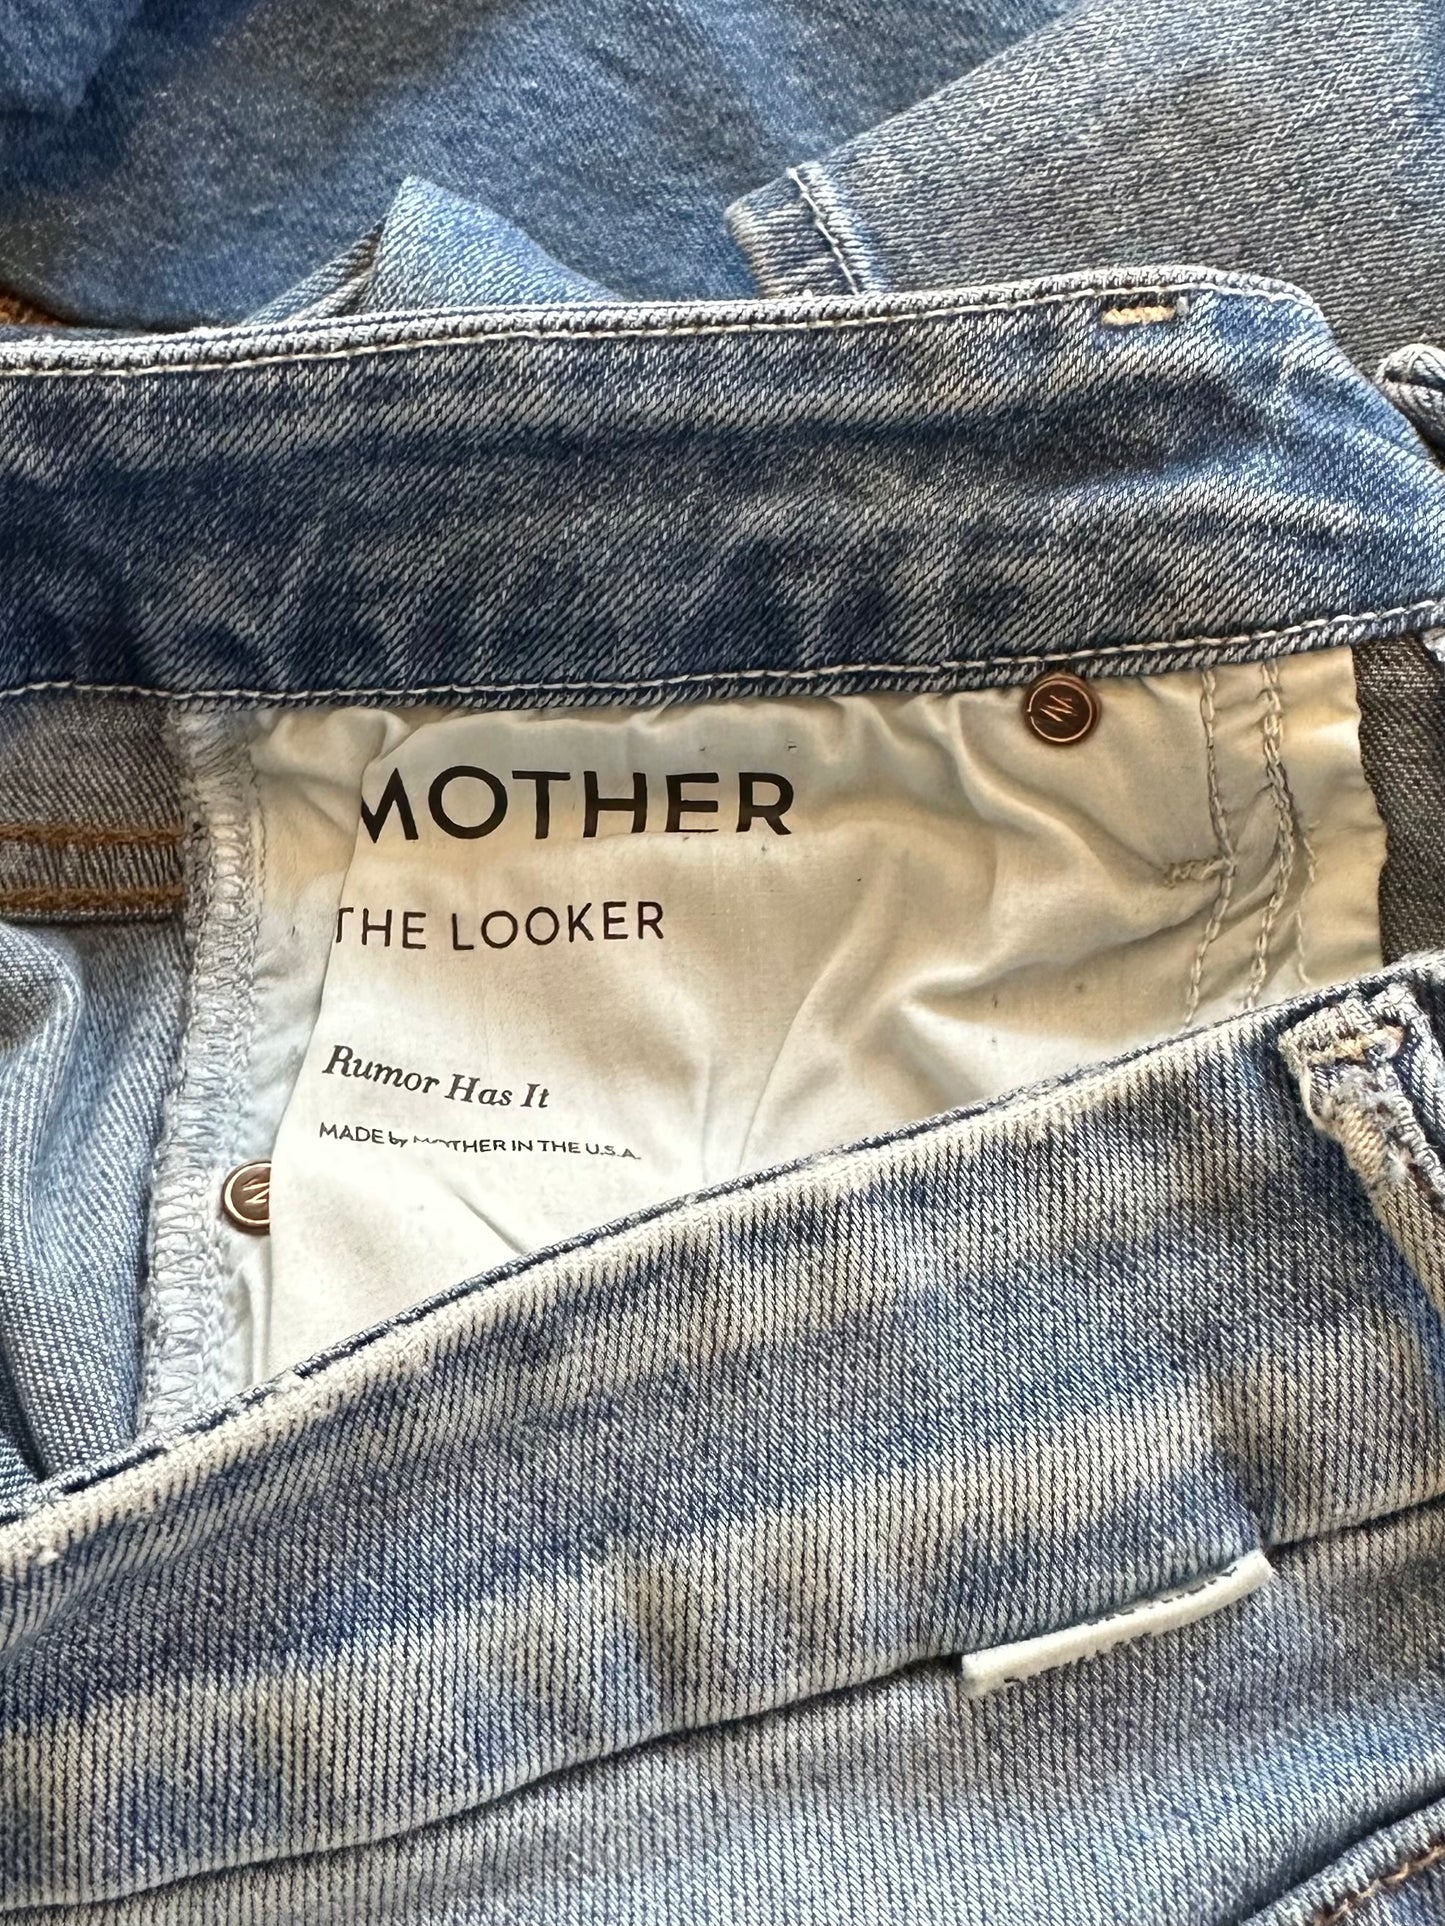 MOTHER
THE LOOKER
Rumor Has It
MADE by MOTHER IN THE U.S.A.